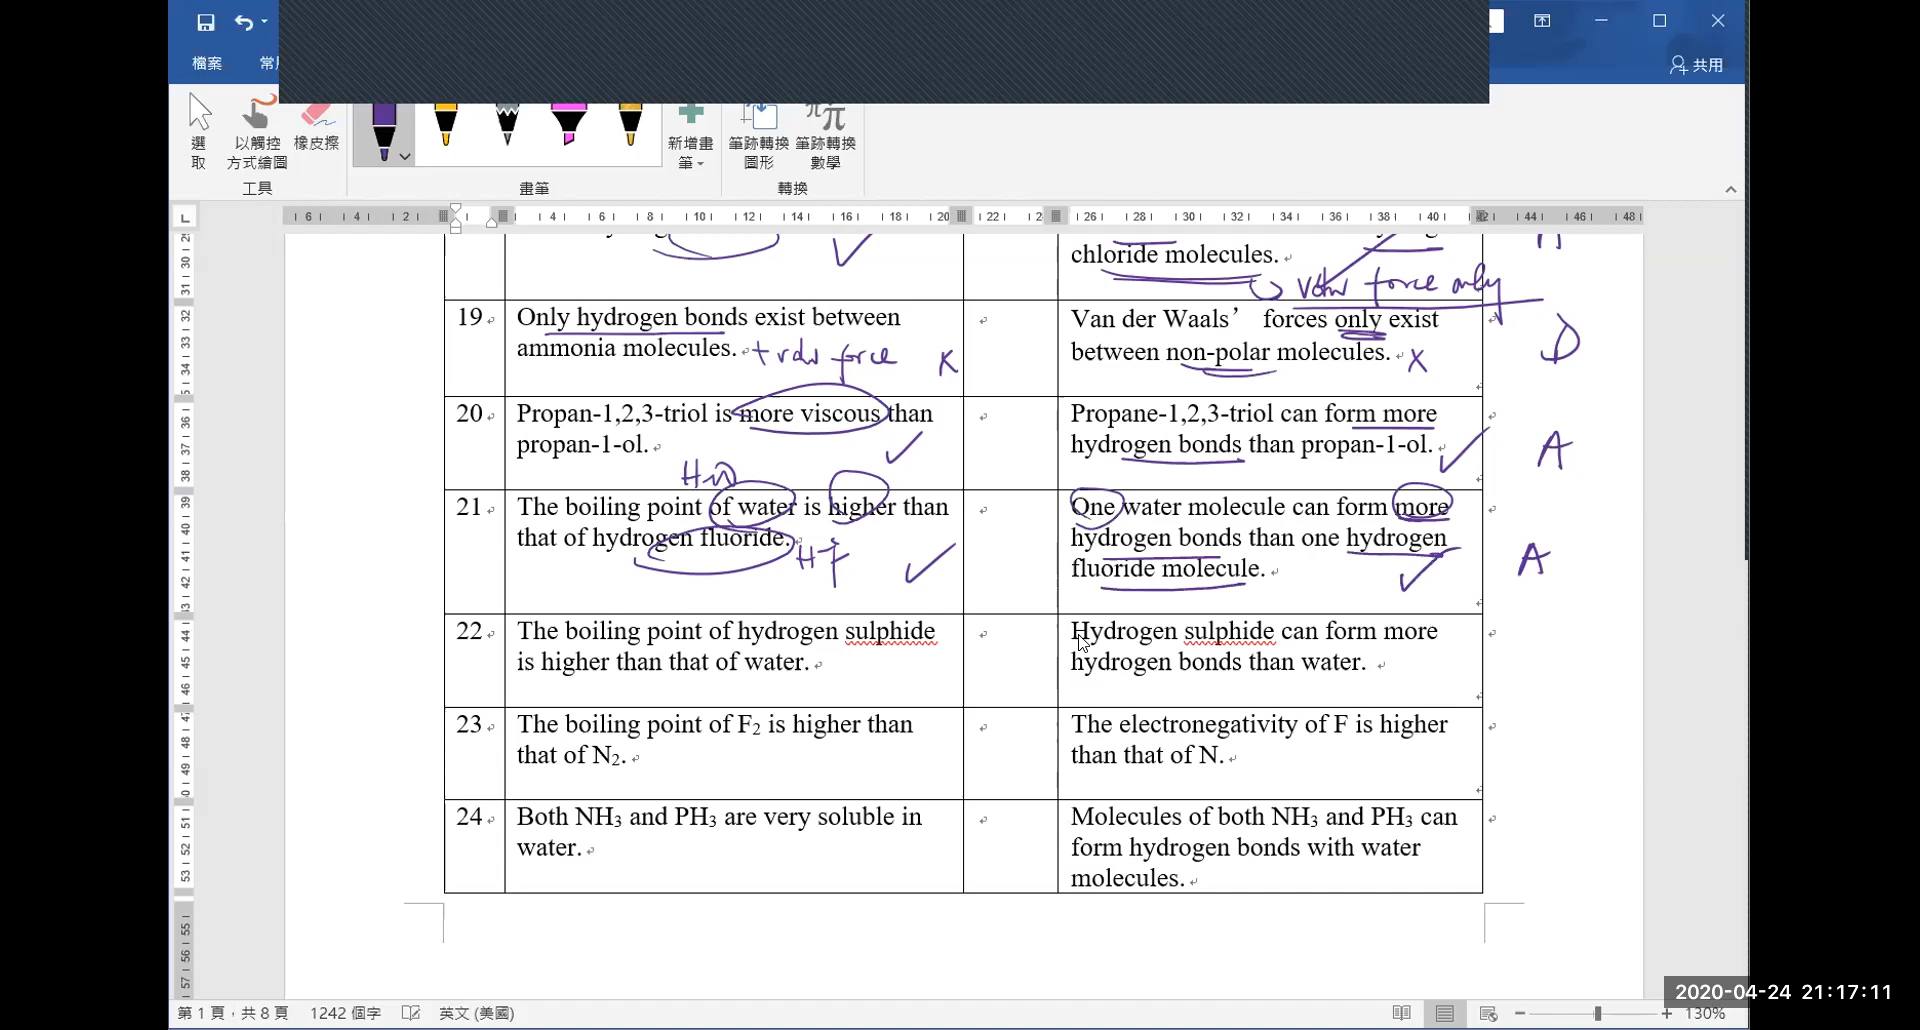 檔案
常
共用
選取
以觸控方式繪圖
橡皮擦
新增畫筆
筆跡轉換圖形
筆跡轉換數學
工具
畫筆
轉換
chloride molecules.
vdw force only
19 Only hydrogen bonds exist between ammonia molecules.
+ vdw force
Van der Waals’ forces only exist between non-polar molecules.
X
D
20 Propan-1,2,3-triol is more viscous than propan-1-ol.
✓
Propane-1,2,3-triol can form more hydrogen bonds than propan-1-ol.
✓
A
21 The boiling point of water is higher than that of hydrogen fluoride.
HF
✓
One water molecule can form more hydrogen bonds than one hydrogen fluoride molecule.
✓
A
22 The boiling point of hydrogen sulphide is higher than that of water.
Hydrogen sulphide can form more hydrogen bonds than water.
23 The boiling point of F₂ is higher than that of N₂.
The electronegativity of F is higher than that of N.
24 Both NH₃ and PH₃ are very soluble in water.
Molecules of both NH₃ and PH₃ can form hydrogen bonds with water molecules.
第 1 頁，共 8 頁 1242 個字 英文 (美國)
130%
2020-04-24 21:17:11